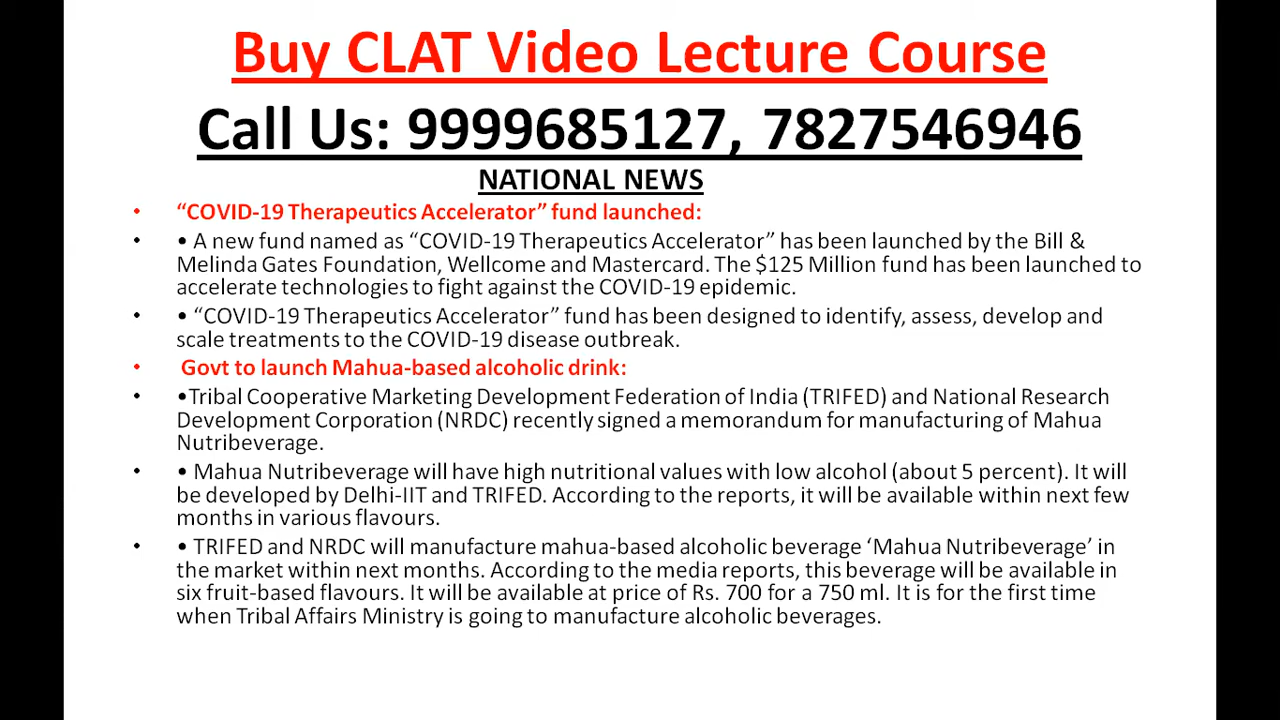 Buy CLAT Video Lecture Course
Call Us: 9999685127, 7827546946
NATIONAL NEWS
• “COVID-19 Therapeutics Accelerator” fund launched:
• • A new fund named as “COVID-19 Therapeutics Accelerator” has been launched by the Bill &
Melinda Gates Foundation, Wellcome and Mastercard. The $125 Million fund has been launched to
accelerate technologies to fight against the COVID-19 epidemic.
• • “COVID-19 Therapeutics Accelerator” fund has been designed to identify, assess, develop and
scale treatments to the COVID-19 disease outbreak.
• Govt to launch Mahua-based alcoholic drink:
• •Tribal Cooperative Marketing Development Federation of India (TRIFED) and National Research
Development Corporation (NRDC) recently signed a memorandum for manufacturing of Mahua
Nutribeverage.
• • Mahua Nutribeverage will have high nutritional values with low alcohol (about 5 percent). It will
be developed by Delhi-IIT and TRIFED. According to the reports, it will be available within next few
months in various flavours.
• • TRIFED and NRDC will manufacture mahua-based alcoholic beverage ‘Mahua Nutribeverage’ in
the market within next months. According to the media reports, this beverage will be available in
six fruit-based flavours. It will be available at price of Rs. 700 for a 750 ml. It is for the first time
when Tribal Affairs Ministry is going to manufacture alcoholic beverages.